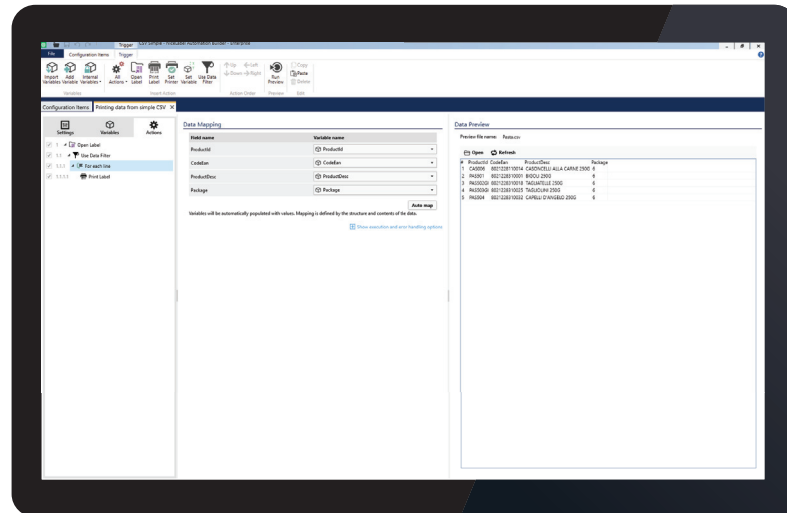 Trigger CSV Simple - NiceLabel Automation Builder - Enterprise
File Configuration Items Trigger
Import Variables
Add Variable
Internal Variables
All Actions
Open Label
Print Label
Set Printer
Set Variable
Use Data Filter
Up Left
Down Right
Run Preview
Copy
Paste
Delete
Variables Insert Action Action Order Preview Edit
Configuration Items Printing data from simple CSV
Settings Variables Actions
1 Open Label
1.1 Use Data Filter
1.1.1 For each line
1.1.1.1 Print Label
Data Mapping
Field name Variable name
ProductId ProductId
CodeEan CodeEan
ProductDesc ProductDesc
Package Package
Auto map
Variables will be automatically populated with values. Mapping is defined by the structure and contents of the data.
Show execution and error handling options
Data Preview
Preview file name: Pasta.csv
Open Refresh
# ProductId CodeEan ProductDesc Package
1 CAS006 8021228310014 CASONCELLI ALLA CARNE 250G 6
2 PAS501 8021228310001 BIGOLI 250G 6
3 PAS502GI 8021228310018 TAGLIATELLE 250G 6
4 PAS503GI 8021228310025 TAGLIOLINI 250G 6
5 PAS504 8021228310032 CAPELLI D'ANGELO 250G 6